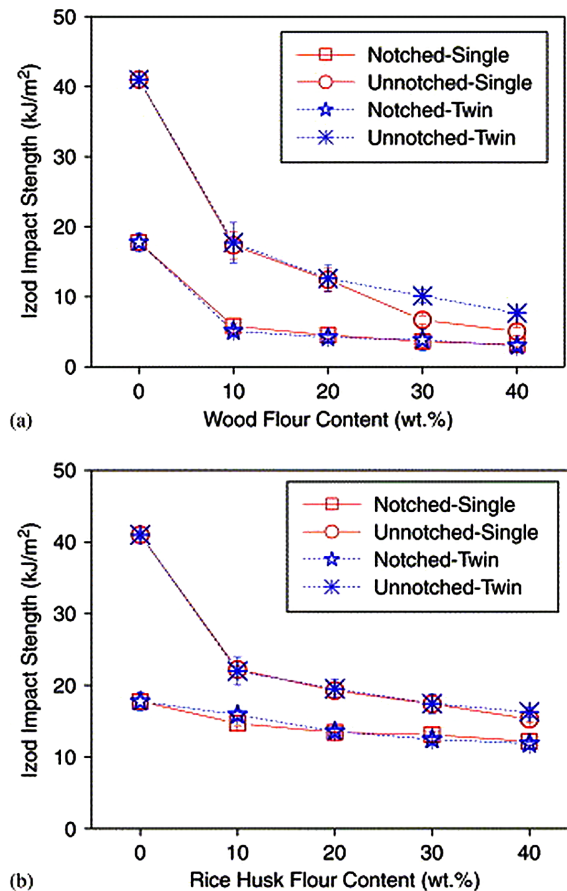 50
40
30
20
10
0
Izod Impact Stength (kJ/m²)
Notched-Single
Unnotched-Single
Notched-Twin
Unnotched-Twin
0 10 20 30 40
(a) Wood Flour Content (wt.%)
50
40
30
20
10
0
Izod Impact Stength (kJ/m²)
Notched-Single
Unnotched-Single
Notched-Twin
Unnotched-Twin
0 10 20 30 40
(b) Rice Husk Flour Content (wt.%)